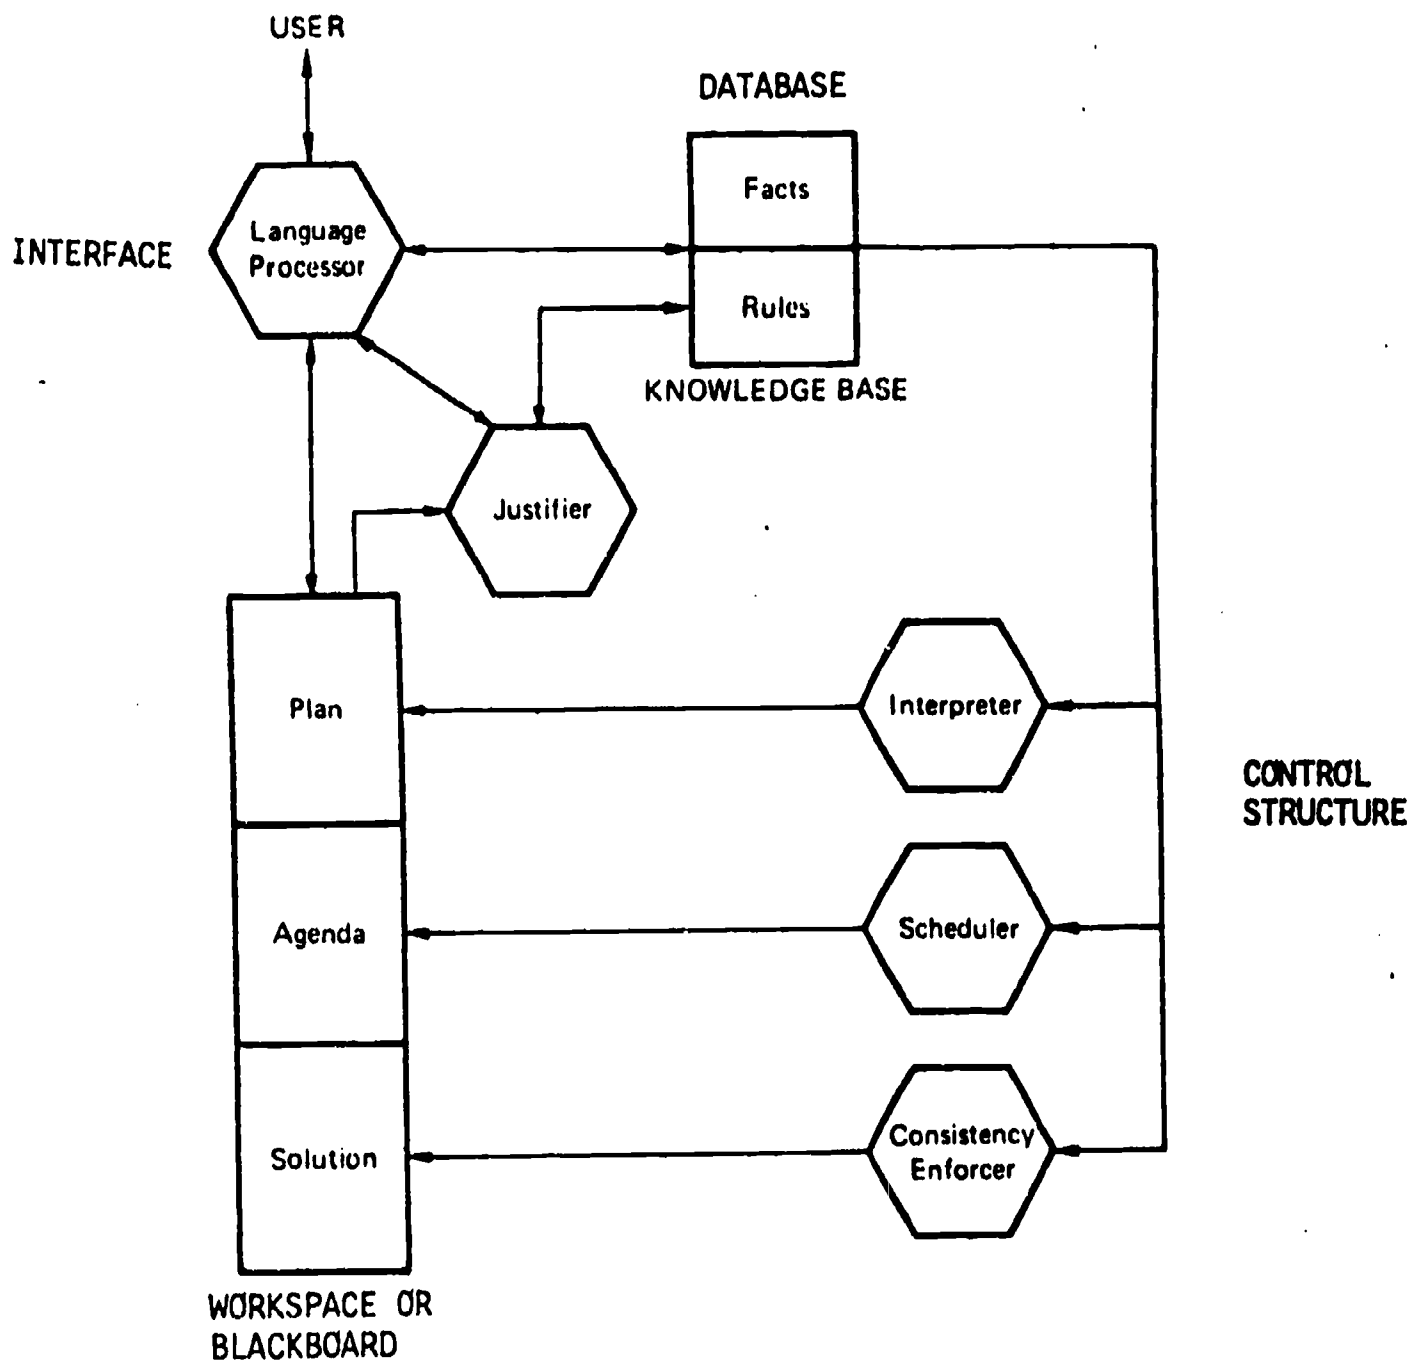 USER
DATABASE
Facts
Language
Processor
INTERFACE
Rules
KNOWLEDGE BASE
Justifier
Plan
Interpreter
CONTROL
STRUCTURE
Agenda
Scheduler
Consistency
Enforcer
Solution
WORKSPACE OR
BLACKBOARD